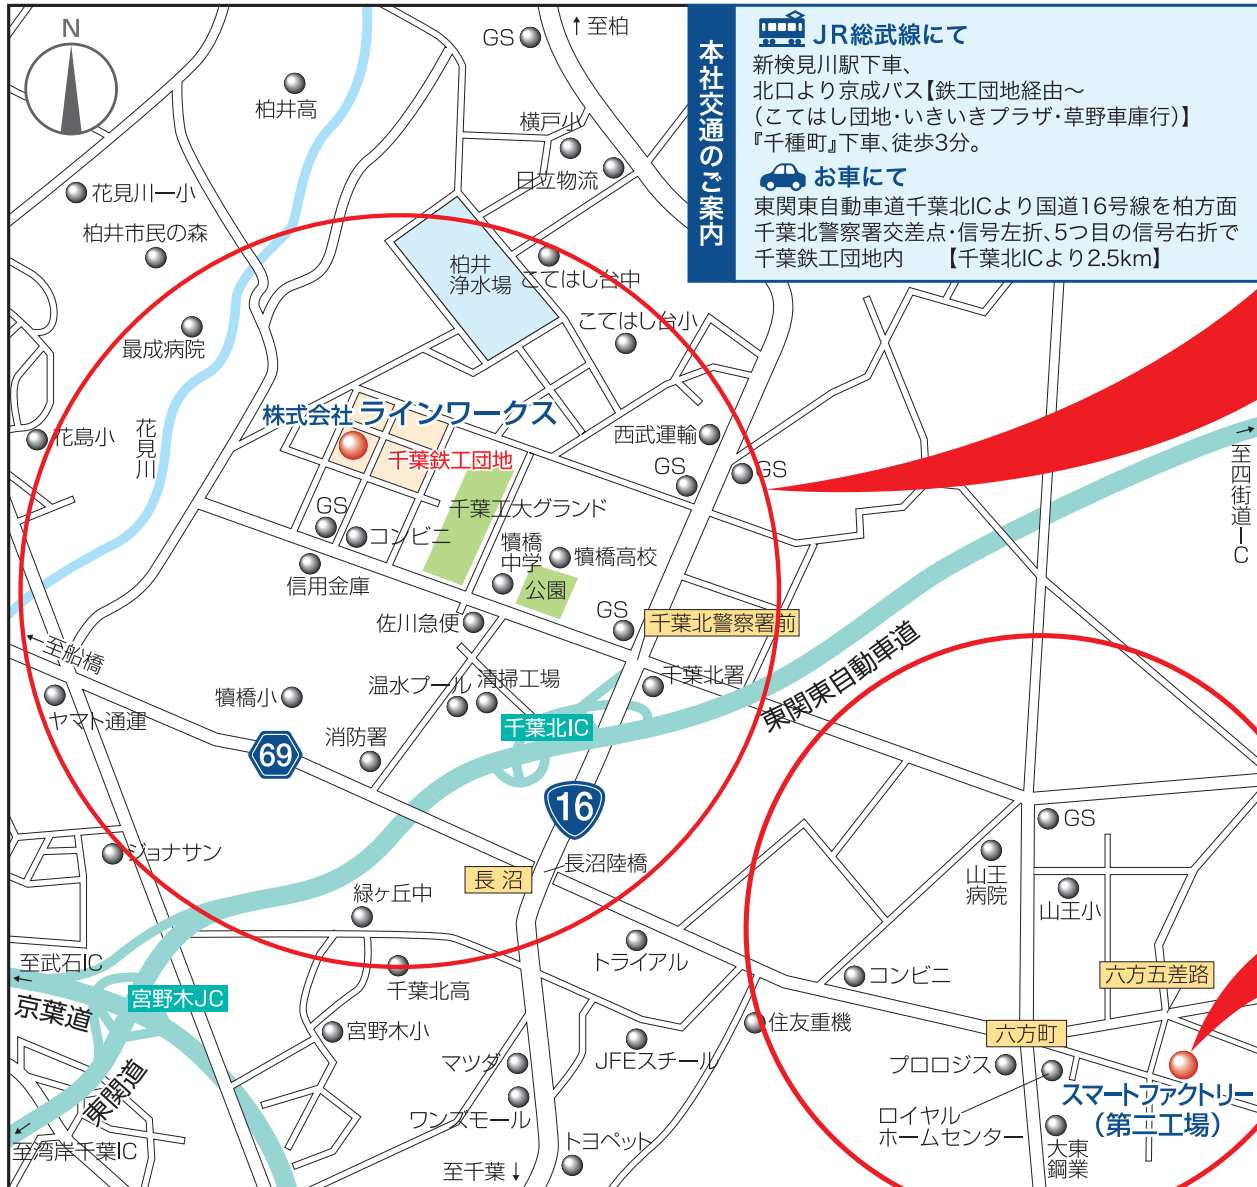 N
↑至柏
GS
柏井高
横戸小
日立物流
花見川一小
柏井市民の森
柏井
浄水場
こてはし台中
こてはし台小
最成病院
花島小
花見川
株式会社 ラインワークス
千葉鉄工団地
西武運輸
GS
GS
千葉工大グランド
GS
コンビニ
信用金庫
犢橋
中学
犢橋高校
公園
GS
佐川急便
千葉北警察署前
千葉北署
至船橋
ヤマト通運
犢橋小
温水プール
清掃工場
消防署
千葉北IC
東関東自動車道
→
至四街道IC
69
16
ジョナサン
長沼
長沼陸橋
緑ヶ丘中
千葉北高
トライアル
至武石IC
←
京葉道
宮野木JC
宮野木小
東関道
至湾岸千葉IC
マツダ
ワンズモール
JFEスチール
トヨペット
至千葉↓
住友重機
コンビニ
GS
山王
病院
山王小
六方五差路
六方町
プロロジス
ロイヤル
ホームセンター
大東
鋼業
スマートファクトリー
(第二工場)
本社交通のご案内
JR総武線にて
新検見川駅下車、
北口より京成バス【鉄工団地経由～
(こてはし団地・いきいきプラザ・草野車庫行)】
『千種町』下車、徒歩3分。
お車にて
東関東自動車道千葉北ICより国道16号線を柏方面
千葉北警察署交差点・信号左折、5つ目の信号右折で
千葉鉄工団地内 【千葉北ICより2.5km】